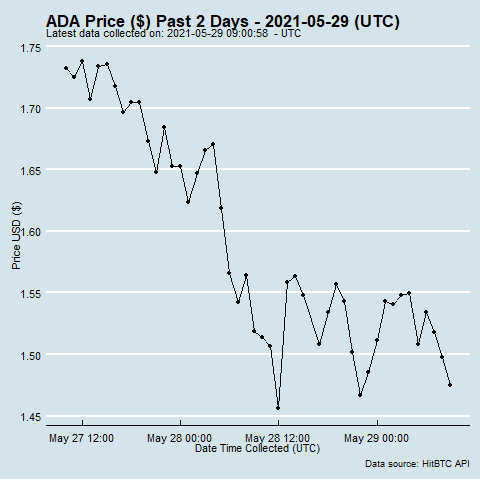 ADA Price ($) Past 2 Days - 2021-05-29 (UTC)
Latest data collected on: 2021-05-29 09:00:58  - UTC
1.75
1.70
1.65
1.60
1.55
1.50
1.45
Price USD ($)
May 27 12:00
May 28 00:00
May 28 12:00
May 29 00:00
Date Time Collected (UTC)
Data source: HitBTC API